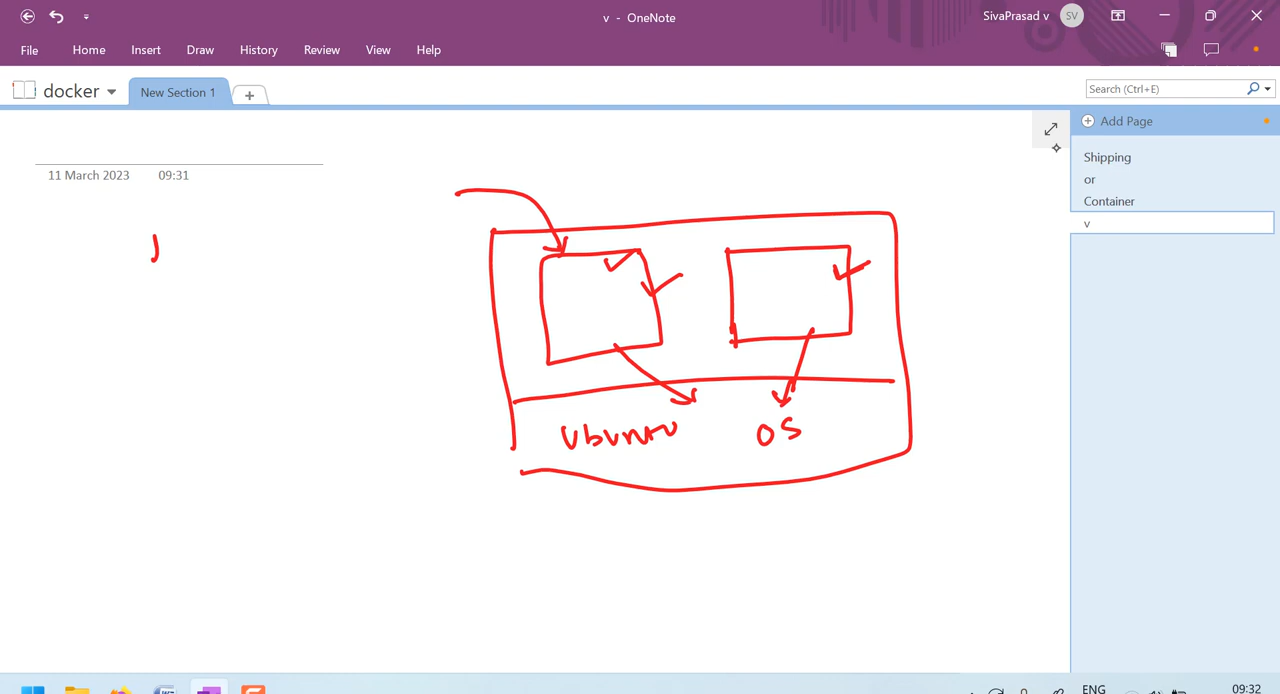 v - OneNote
SivaPrasad v
SV
File Home Insert Draw History Review View Help
docker
New Section 1
Search (Ctrl+E)
Add Page
Shipping
or
Container
v
11 March 2023 09:31
Ubuntu OS
ENG
09:32